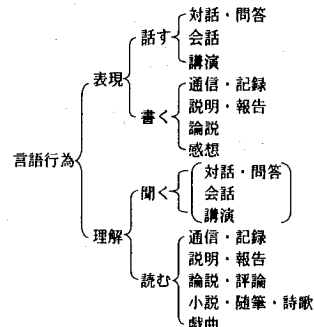 対話・問答
話す 会話
講演
表現
通信・記録
説明・報告
書く 論説
感想
言語行為
対話・問答
聞く 会話
講演
理解
通信・記録
説明・報告
読む 論説・評論
小説・随筆・詩歌
戯曲